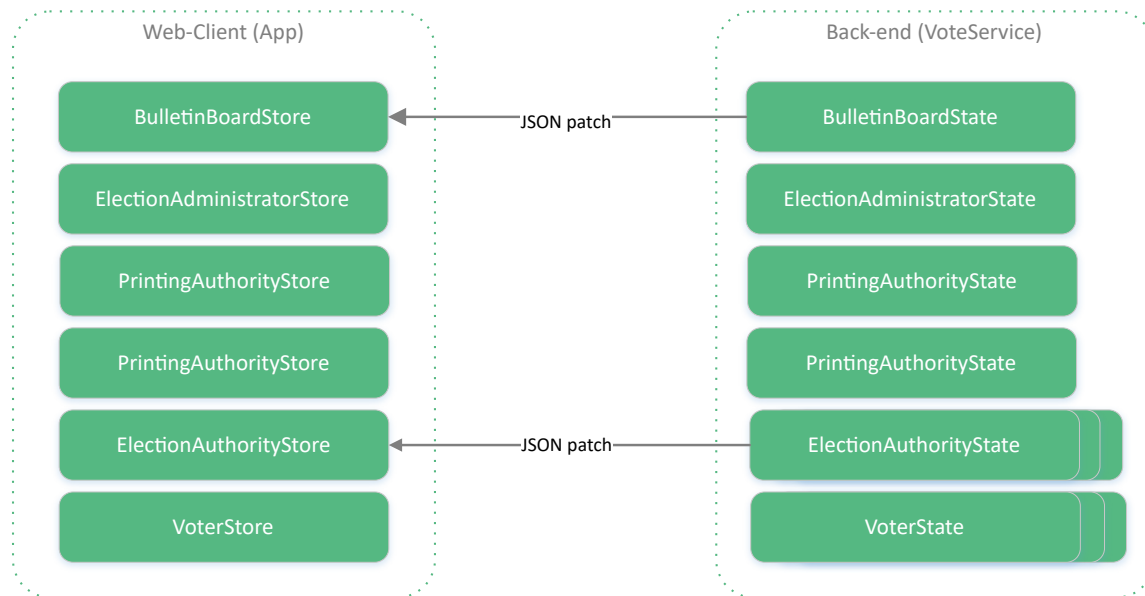 Web-Client (App)
Back-end (VoteService)
BulletinBoardStore
JSON patch
BulletinBoardState
ElectionAdministratorStore
ElectionAdministratorState
PrintingAuthorityStore
PrintingAuthorityState
PrintingAuthorityStore
PrintingAuthorityState
ElectionAuthorityStore
JSON patch
ElectionAuthorityState
VoterStore
VoterState